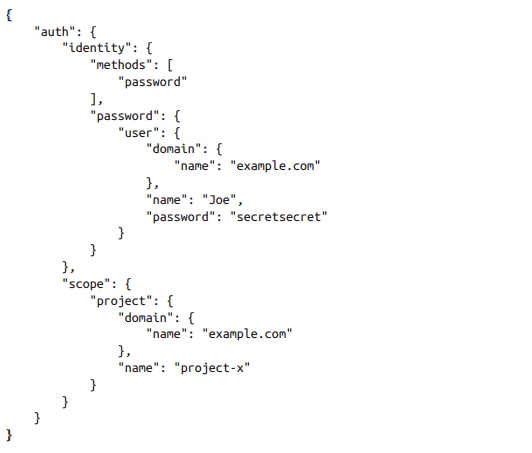 {
    "auth": {
        "identity": {
            "methods": [
                "password"
            ],
            "password": {
                "user": {
                    "domain": {
                        "name": "example.com"
                    },
                    "name": "Joe",
                    "password": "secretsecret"
                }
            }
        },
        "scope": {
            "project": {
                "domain": {
                    "name": "example.com"
                },
                "name": "project-x"
            }
        }
    }
}